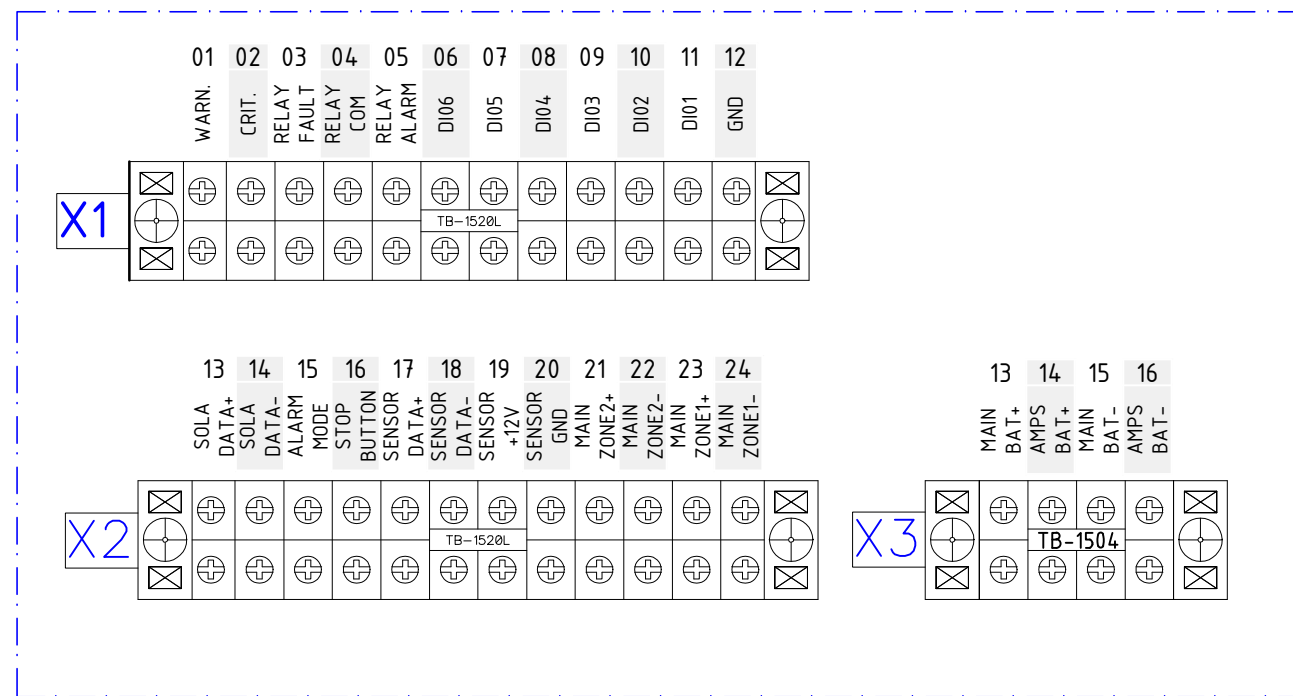 01 02 03 04 05 06 07 08 09 10 11 12
WARN.
CRIT.
RELAY
FAULT
RELAY
COM
RELAY
ALARM
DI06
DI05
DI04
DI03
DI02
DI01
GND
X1
TB-1520L
13 14 15 16 17 18 19 20 21 22 23 24
SOLA
DATA+
SOLA
DATA-
ALARM
MODE
STOP
BUTTON
SENSOR
DATA+
SENSOR
DATA-
SENSOR
+12V
SENSOR
GND
MAIN
ZONE2+
MAIN
ZONE2-
MAIN
ZONE1+
MAIN
ZONE1-
X2
TB-1520L
13 14 15 16
MAIN
BAT+
AMPS
BAT+
MAIN
BAT-
AMPS
BAT-
X3
TB-1504